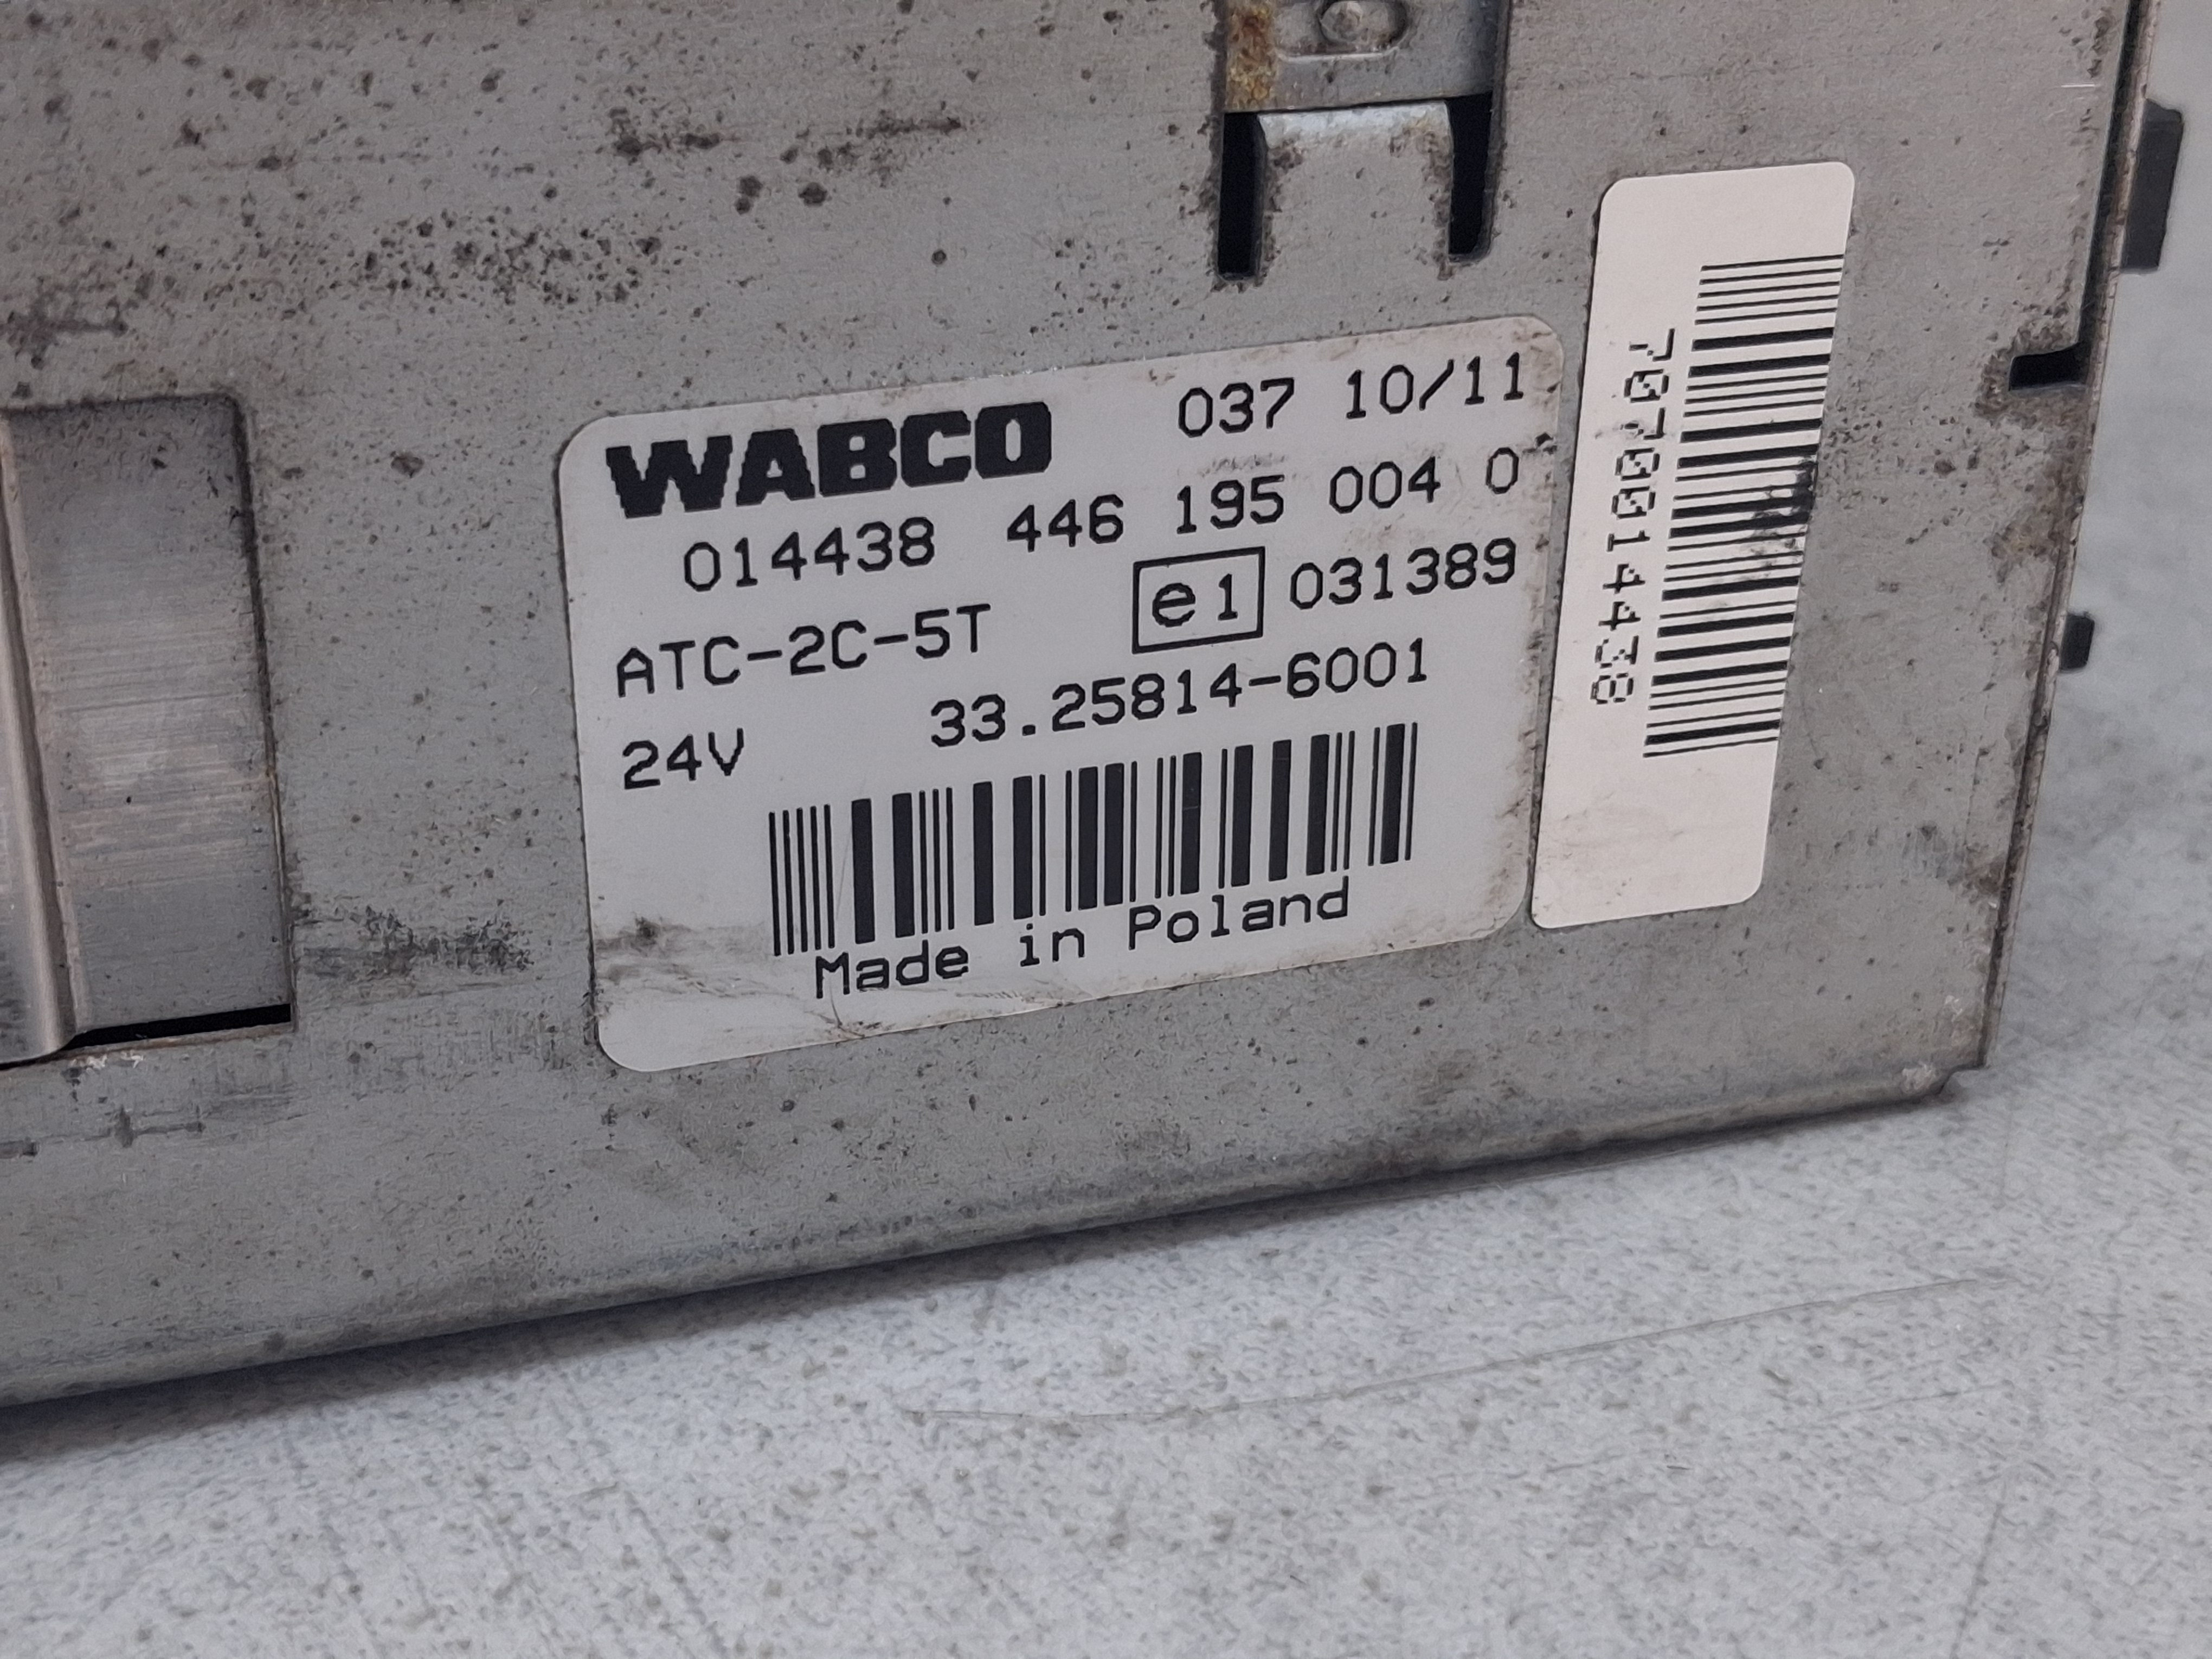 WABCO 037 10/11
014438 446 195 004 0
ATC-2C-5T e1 031389
24V 33.25814-6001
Made in Poland
70700014438